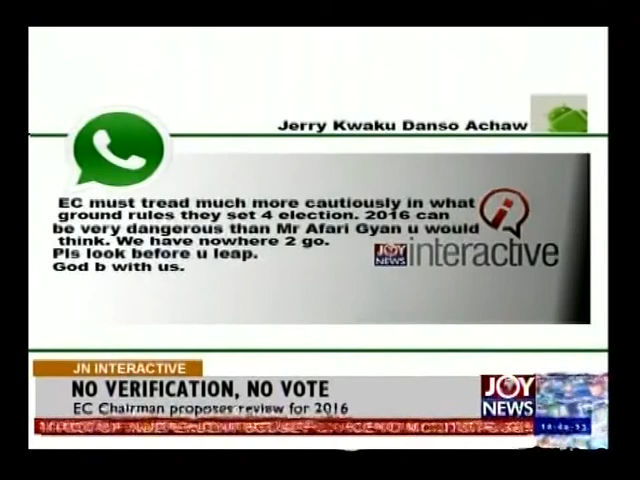 Jerry Kwaku Danso Achaw
EC must tread much more cautiously in what
ground rules they set 4 election. 2016 can
be very dangerous than Mr Afari Gyan u would
think. We have nowhere 2 go.
Pls look before u leap.
God b with us.
JOY NEWS interactive
JN INTERACTIVE
NO VERIFICATION, NO VOTE
EC Chairman proposes review for 2016
JOY
NEWS